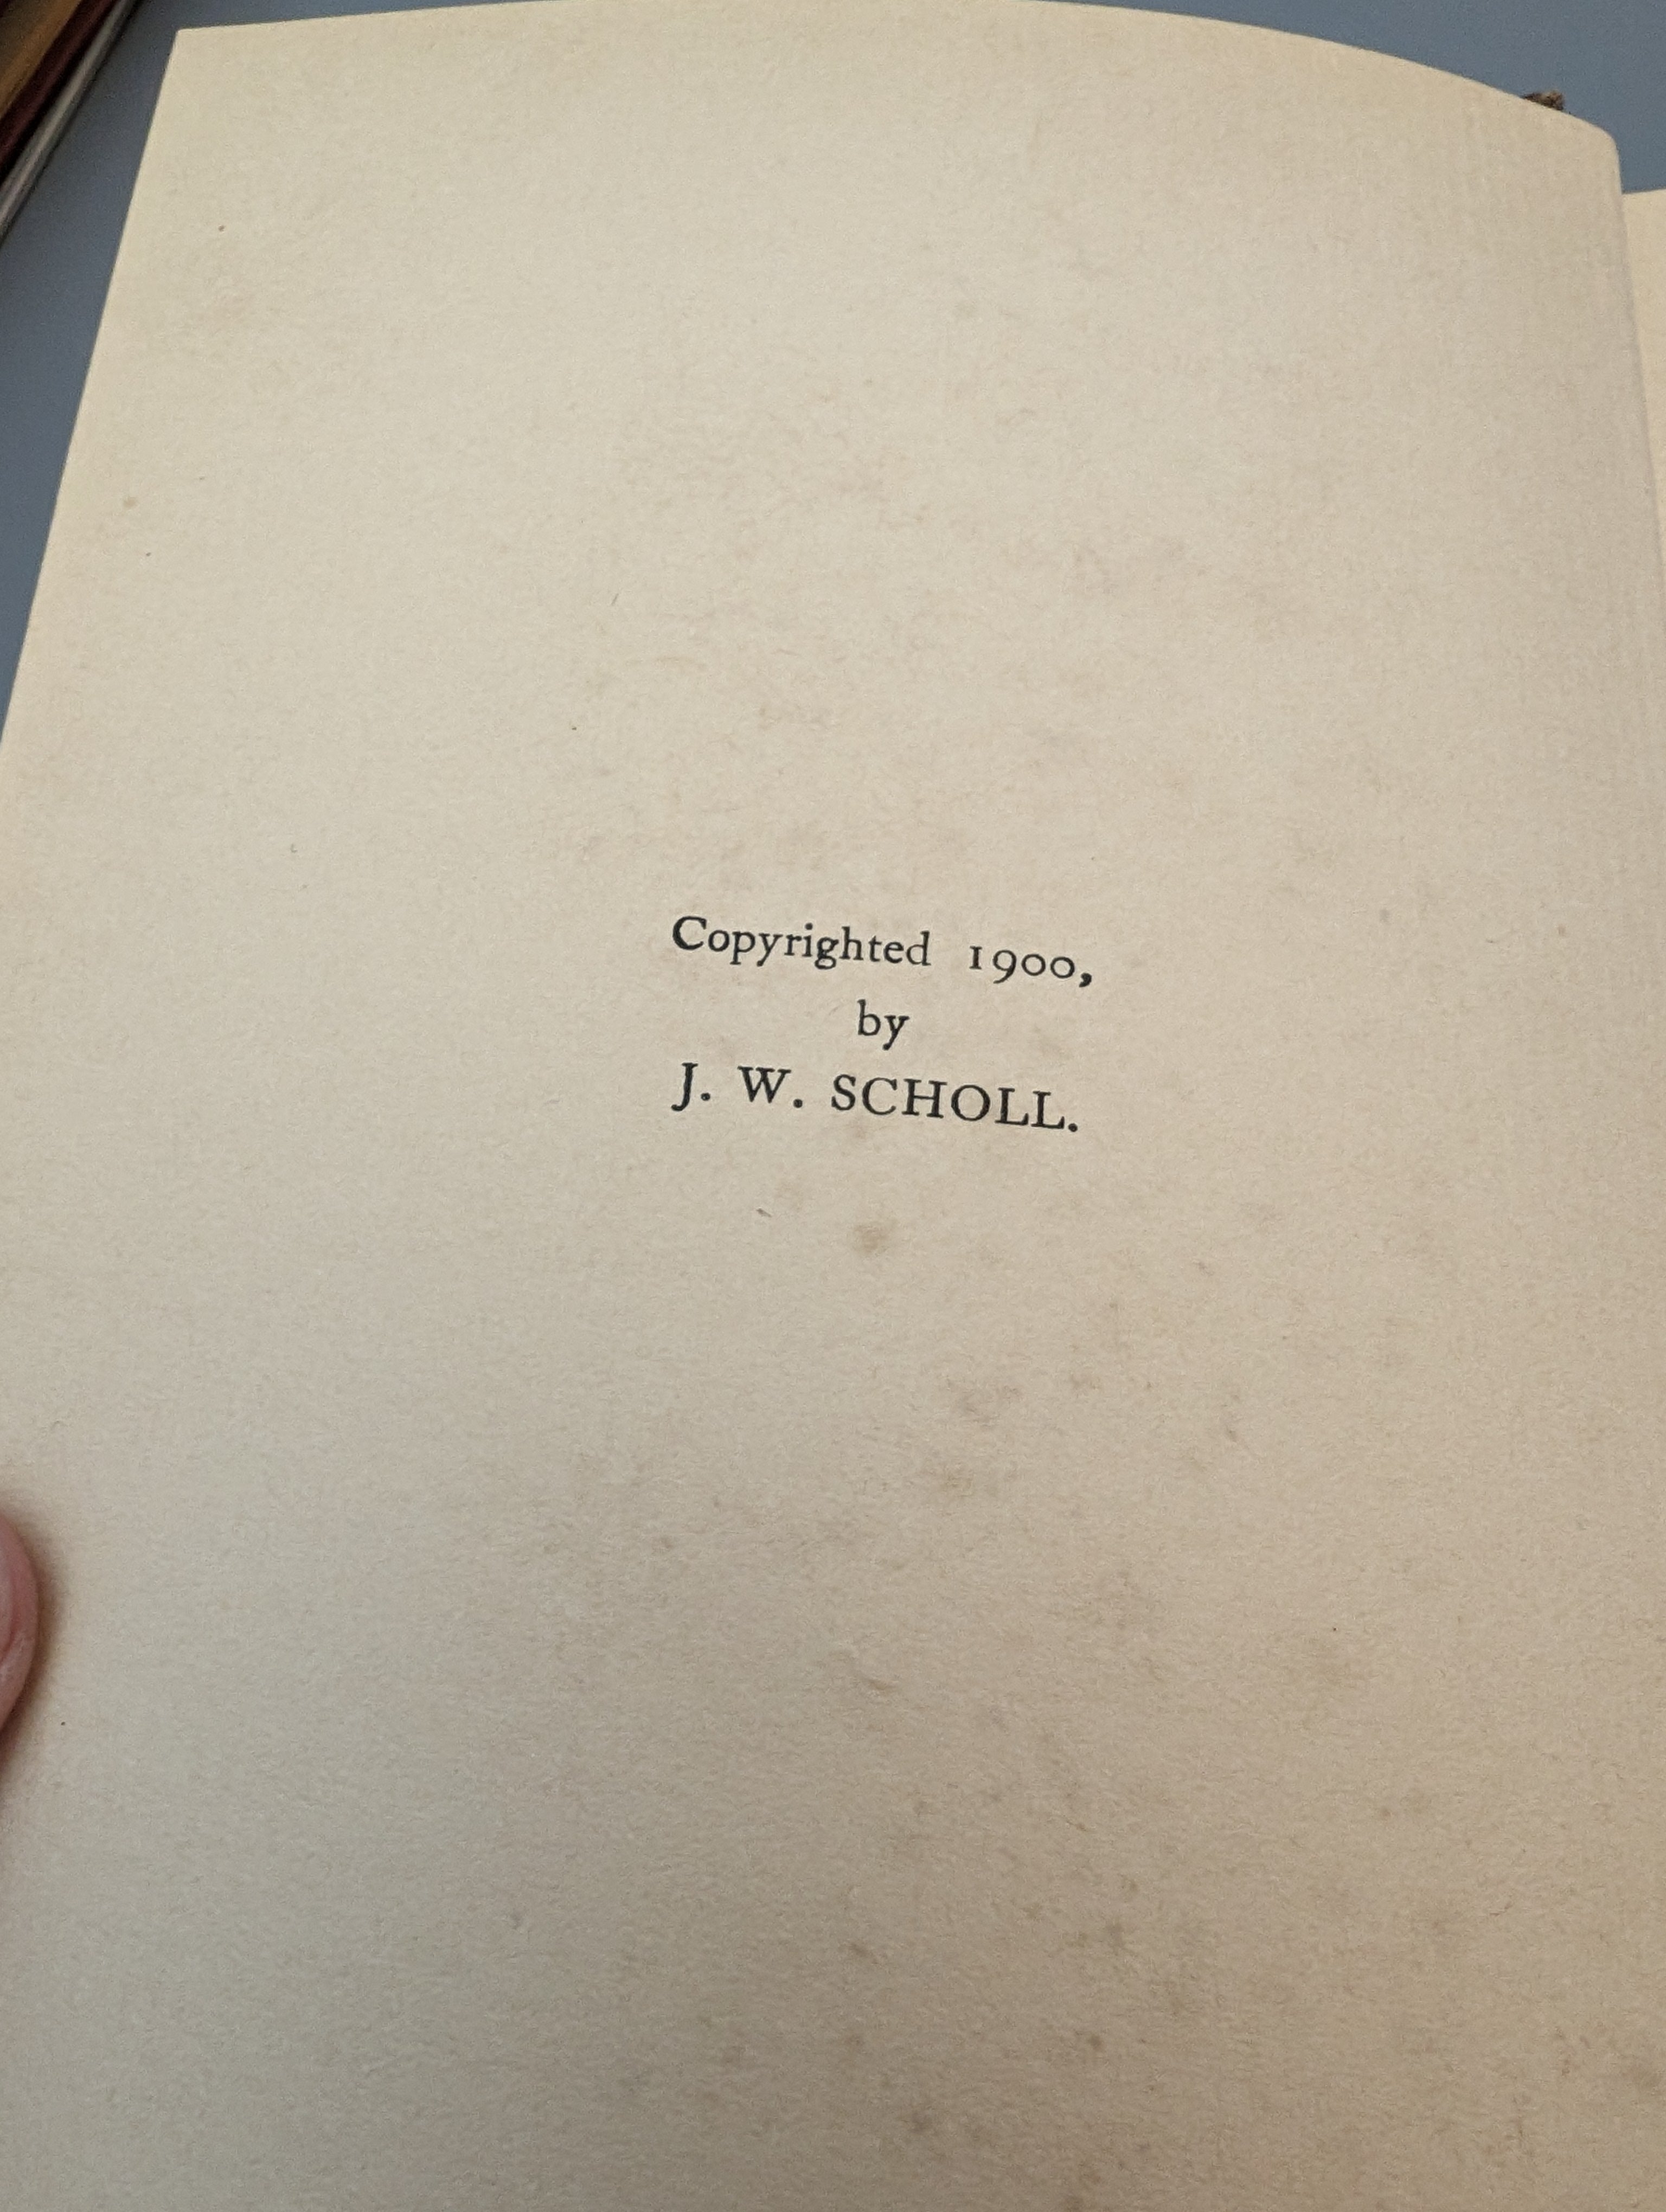 Copyrighted 1900,
by
J. W. SCHOLL.